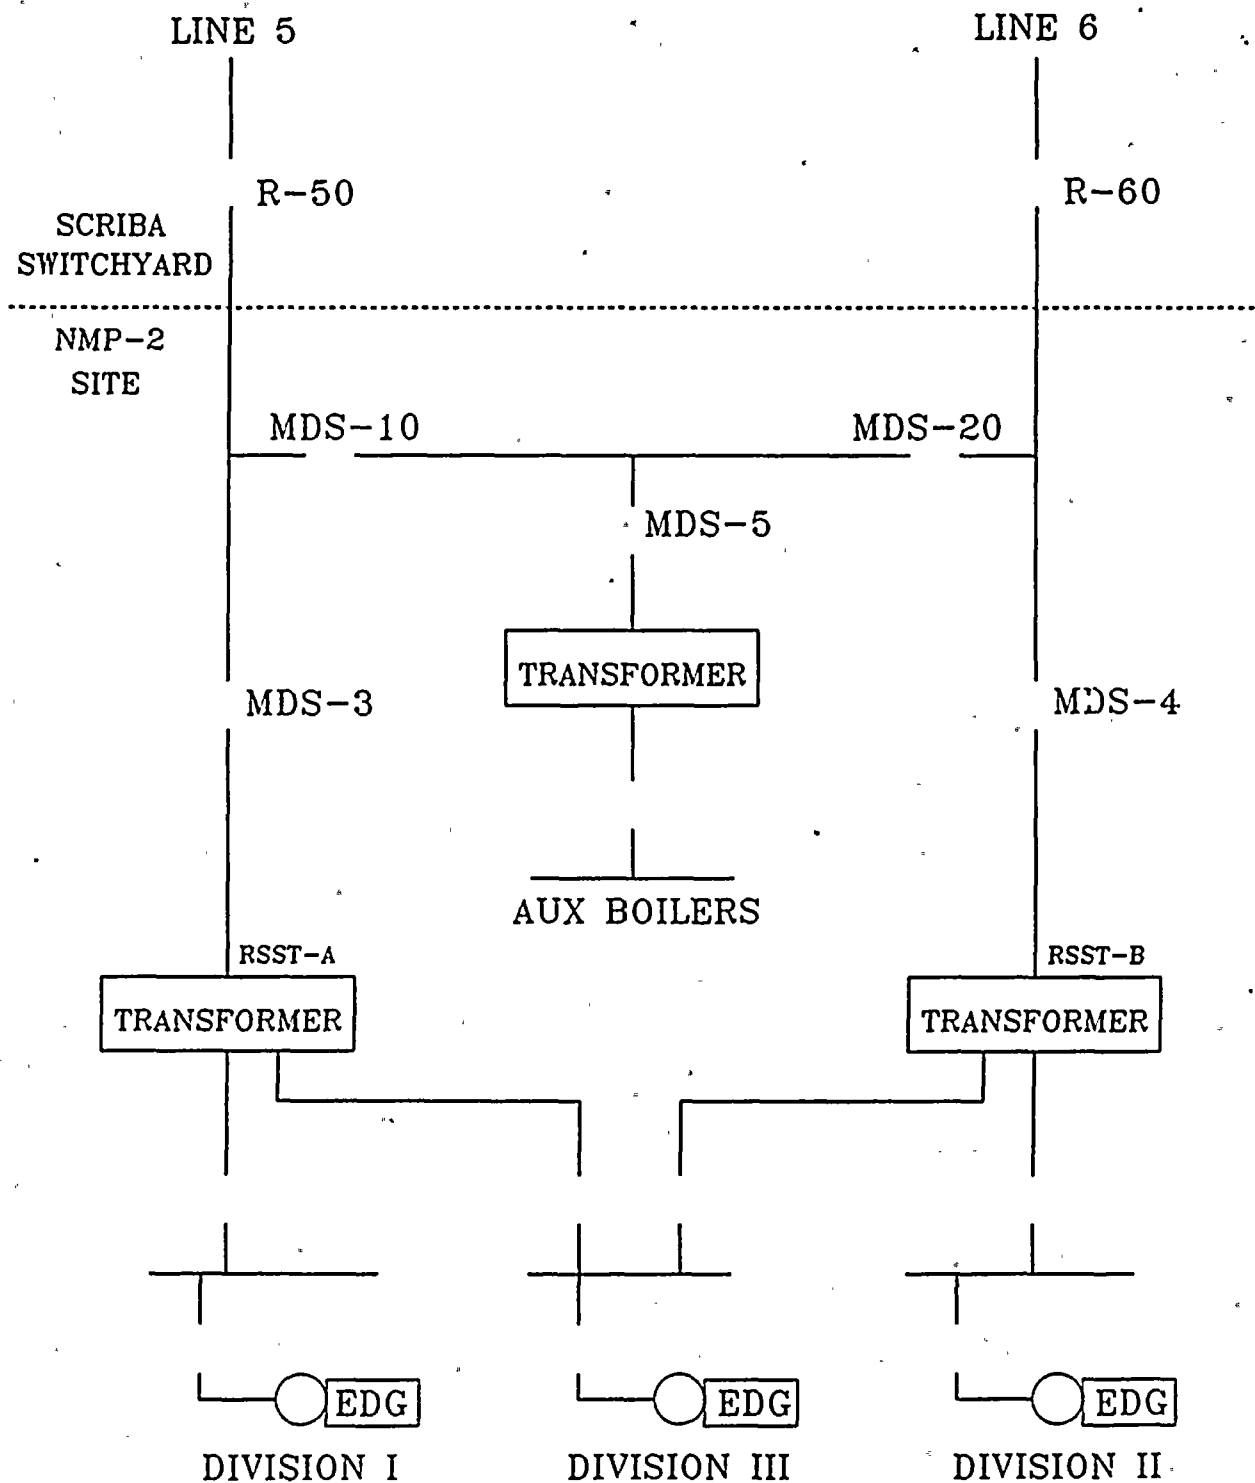 LINE 5
LINE 6
R-50
R-60
SCRIBA
SWITCHYARD
NMP-2
SITE
MDS-10
MDS-20
MDS-5
TRANSFORMER
MDS-3
MDS-4
AUX BOILERS
RSST-A
RSST-B
TRANSFORMER
TRANSFORMER
EDG
EDG
EDG
DIVISION I
DIVISION III
DIVISION II